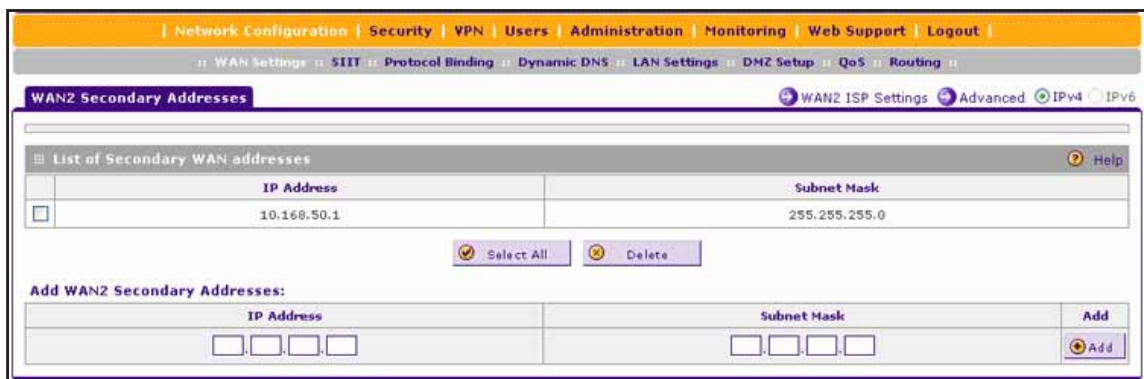 | Network Configuration | Security | VPN | Users | Administration | Monitoring | Web Support | Logout |
:: WAN Settings :: SIIT :: Protocol Binding :: Dynamic DNS :: LAN Settings :: DMZ Setup :: QoS :: Routing ::
WAN2 Secondary Addresses WAN2 ISP Settings Advanced IPv4 IPv6
List of Secondary WAN addresses ? Help
IP Address Subnet Mask
10.168.50.1 255.255.255.0
Select All Delete
Add WAN2 Secondary Addresses:
IP Address Subnet Mask Add
. . . . . . Add